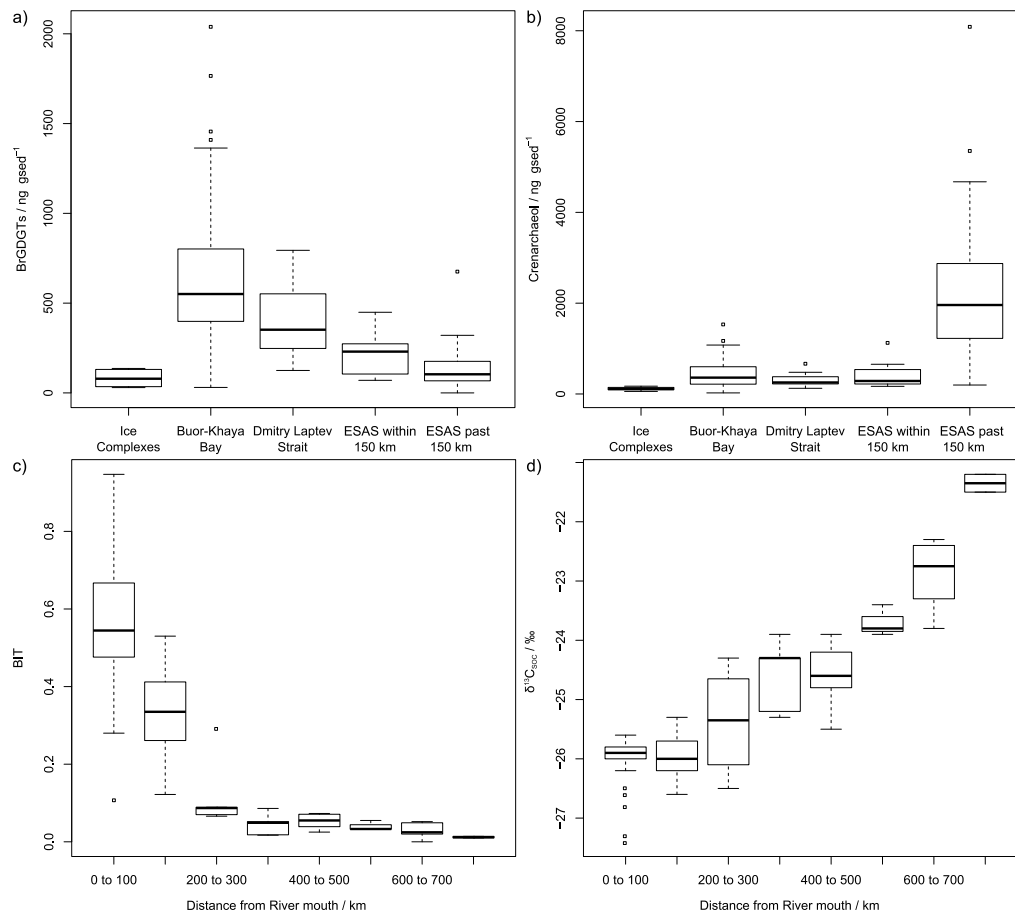 a)
BrGDGTs / ng gsed⁻¹
2000
1500
1000
500
0
Ice Complexes
Buor-Khaya Bay
Dmitry Laptev Strait
ESAS within 150 km
ESAS past 150 km
b)
Crenarchaeol / ng gsed⁻¹
8000
6000
4000
2000
0
Ice Complexes
Buor-Khaya Bay
Dmitry Laptev Strait
ESAS within 150 km
ESAS past 150 km
c)
BIT
0.8
0.6
0.4
0.2
0.0
0 to 100
200 to 300
400 to 500
600 to 700
Distance from River mouth / km
d)
δ¹³C_SOC / ‰
−22
−23
−24
−25
−26
−27
0 to 100
200 to 300
400 to 500
600 to 700
Distance from River mouth / km